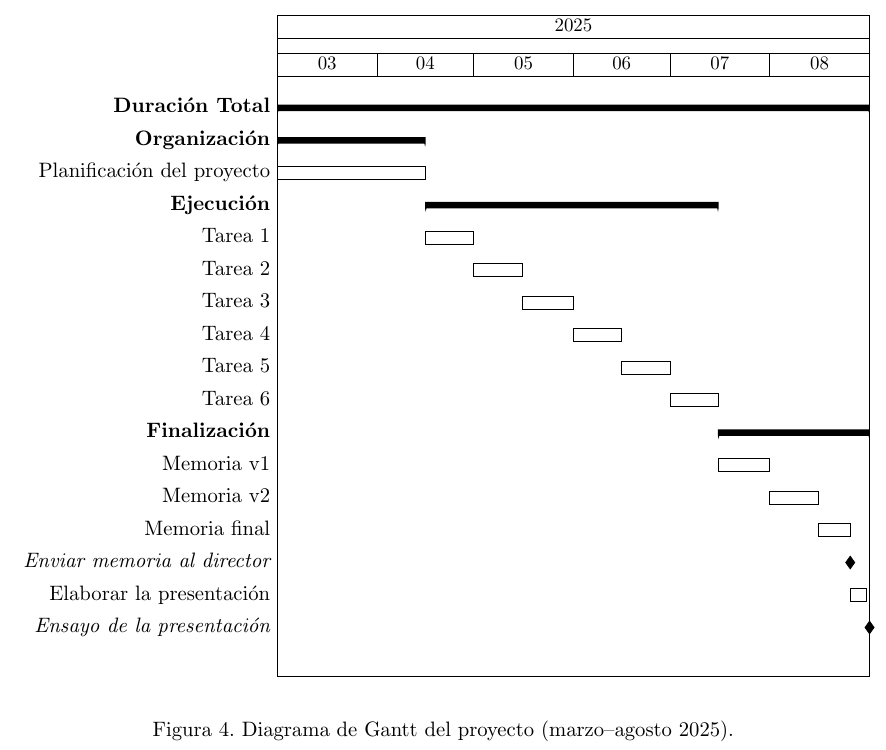 2025
03 04 05 06 07 08
Duración Total
Organización
Planificación del proyecto
Ejecución
Tarea 1
Tarea 2
Tarea 3
Tarea 4
Tarea 5
Tarea 6
Finalización
Memoria v1
Memoria v2
Memoria final
Enviar memoria al director
Elaborar la presentación
Ensayo de la presentación
Figura 4. Diagrama de Gantt del proyecto (marzo–agosto 2025).